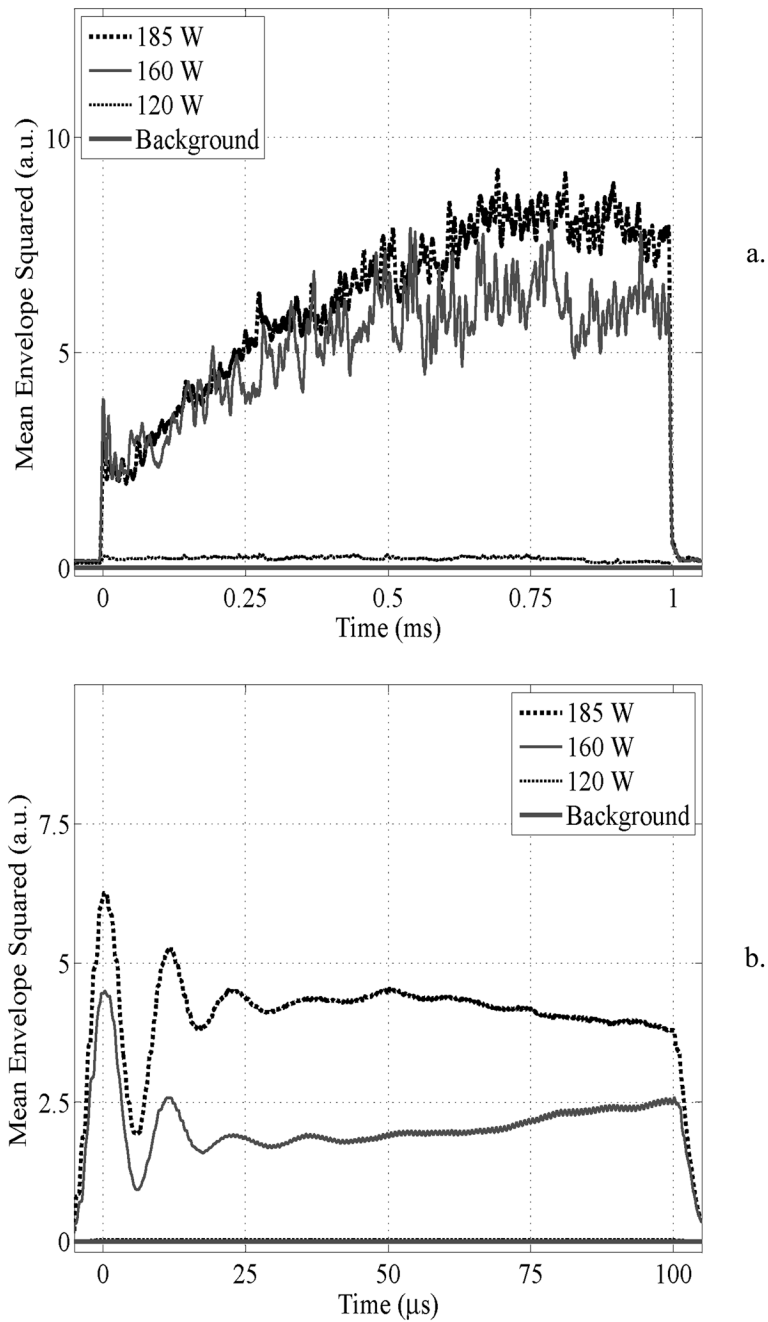 185 W
160 W
120 W
Background
10
5
0
Mean Envelope Squared (a.u.)
0 0.25 0.5 0.75 1
Time (ms)
a.
185 W
160 W
120 W
Background
7.5
5
2.5
0
Mean Envelope Squared (a.u.)
0 25 50 75 100
Time (μs)
b.